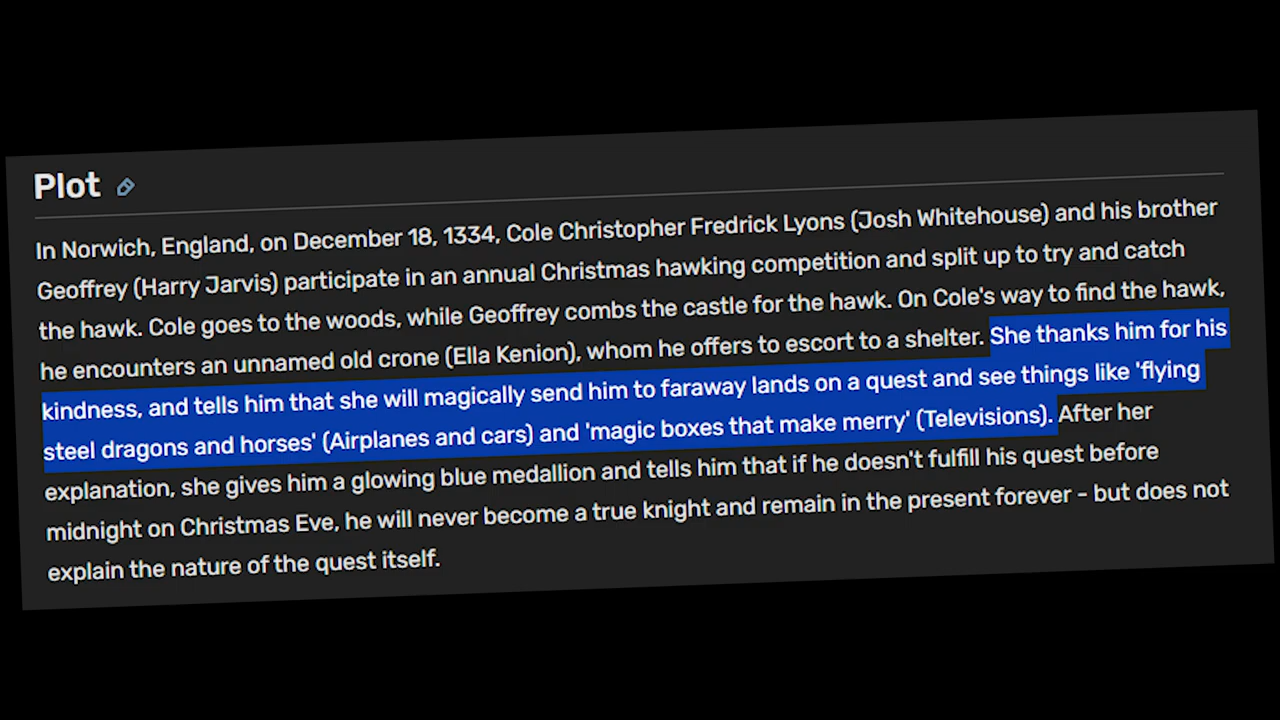 Plot
In Norwich, England, on December 18, 1334, Cole Christopher Fredrick Lyons (Josh Whitehouse) and his brother
Geoffrey (Harry Jarvis) participate in an annual Christmas hawking competition and split up to try and catch
the hawk. Cole goes to the woods, while Geoffrey combs the castle for the hawk. On Cole's way to find the hawk,
he encounters an unnamed old crone (Ella Kenion), whom he offers to escort to a shelter. She thanks him for his
kindness, and tells him that she will magically send him to faraway lands on a quest and see things like 'flying
steel dragons and horses' (Airplanes and cars) and 'magic boxes that make merry' (Televisions). After her
explanation, she gives him a glowing blue medallion and tells him that if he doesn't fulfill his quest before
midnight on Christmas Eve, he will never become a true knight and remain in the present forever - but does not
explain the nature of the quest itself.